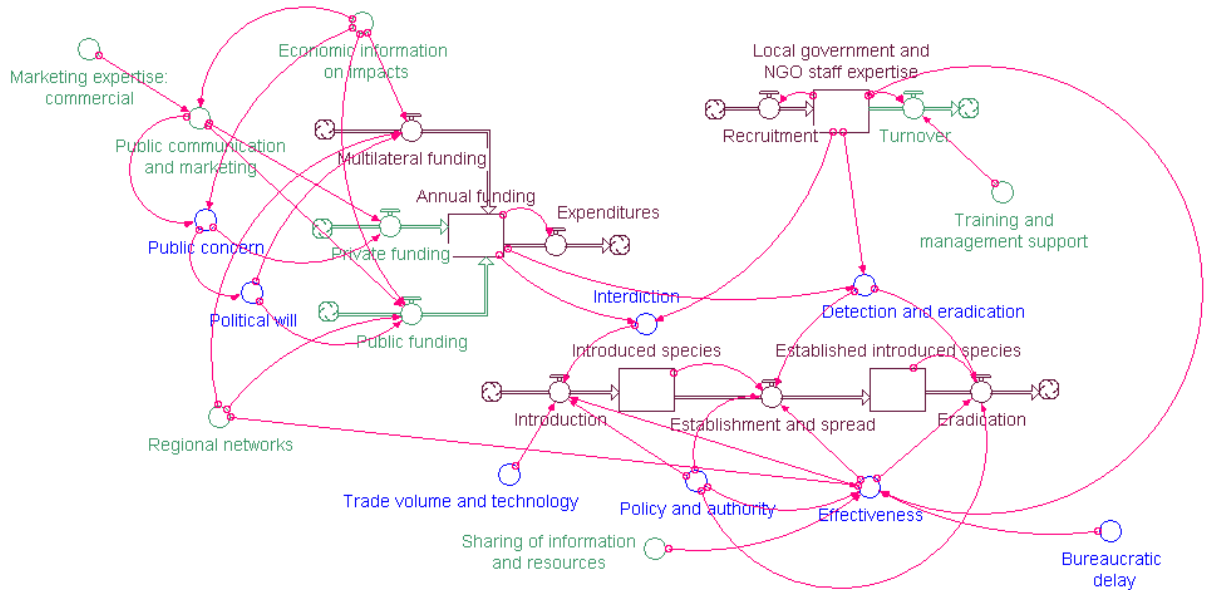 Economic information
on impacts
Marketing expertise:
commercial
Public communication
and marketing
Multilateral funding
Annual funding
Expenditures
Public concern
Private funding
Political will
Public funding
Regional networks
Local government and
NGO staff expertise
Recruitment
Turnover
Training and
management support
Interdiction
Detection and eradication
Introduced species
Established introduced species
Introduction
Establishment and spread
Eradication
Trade volume and technology
Policy and authority
Effectiveness
Sharing of information
and resources
Bureaucratic
delay